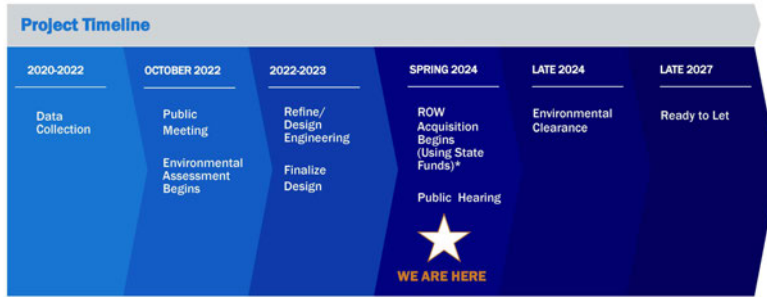 Project Timeline
2020-2022
Data
Collection
OCTOBER 2022
Public
Meeting
Environmental
Assessment
Begins
2022-2023
Refine/
Design
Engineering
Finalize
Design
SPRING 2024
ROW
Acquisition
Begins
(Using State
Funds)*
Public Hearing
WE ARE HERE
LATE 2024
Environmental
Clearance
LATE 2027
Ready to Let